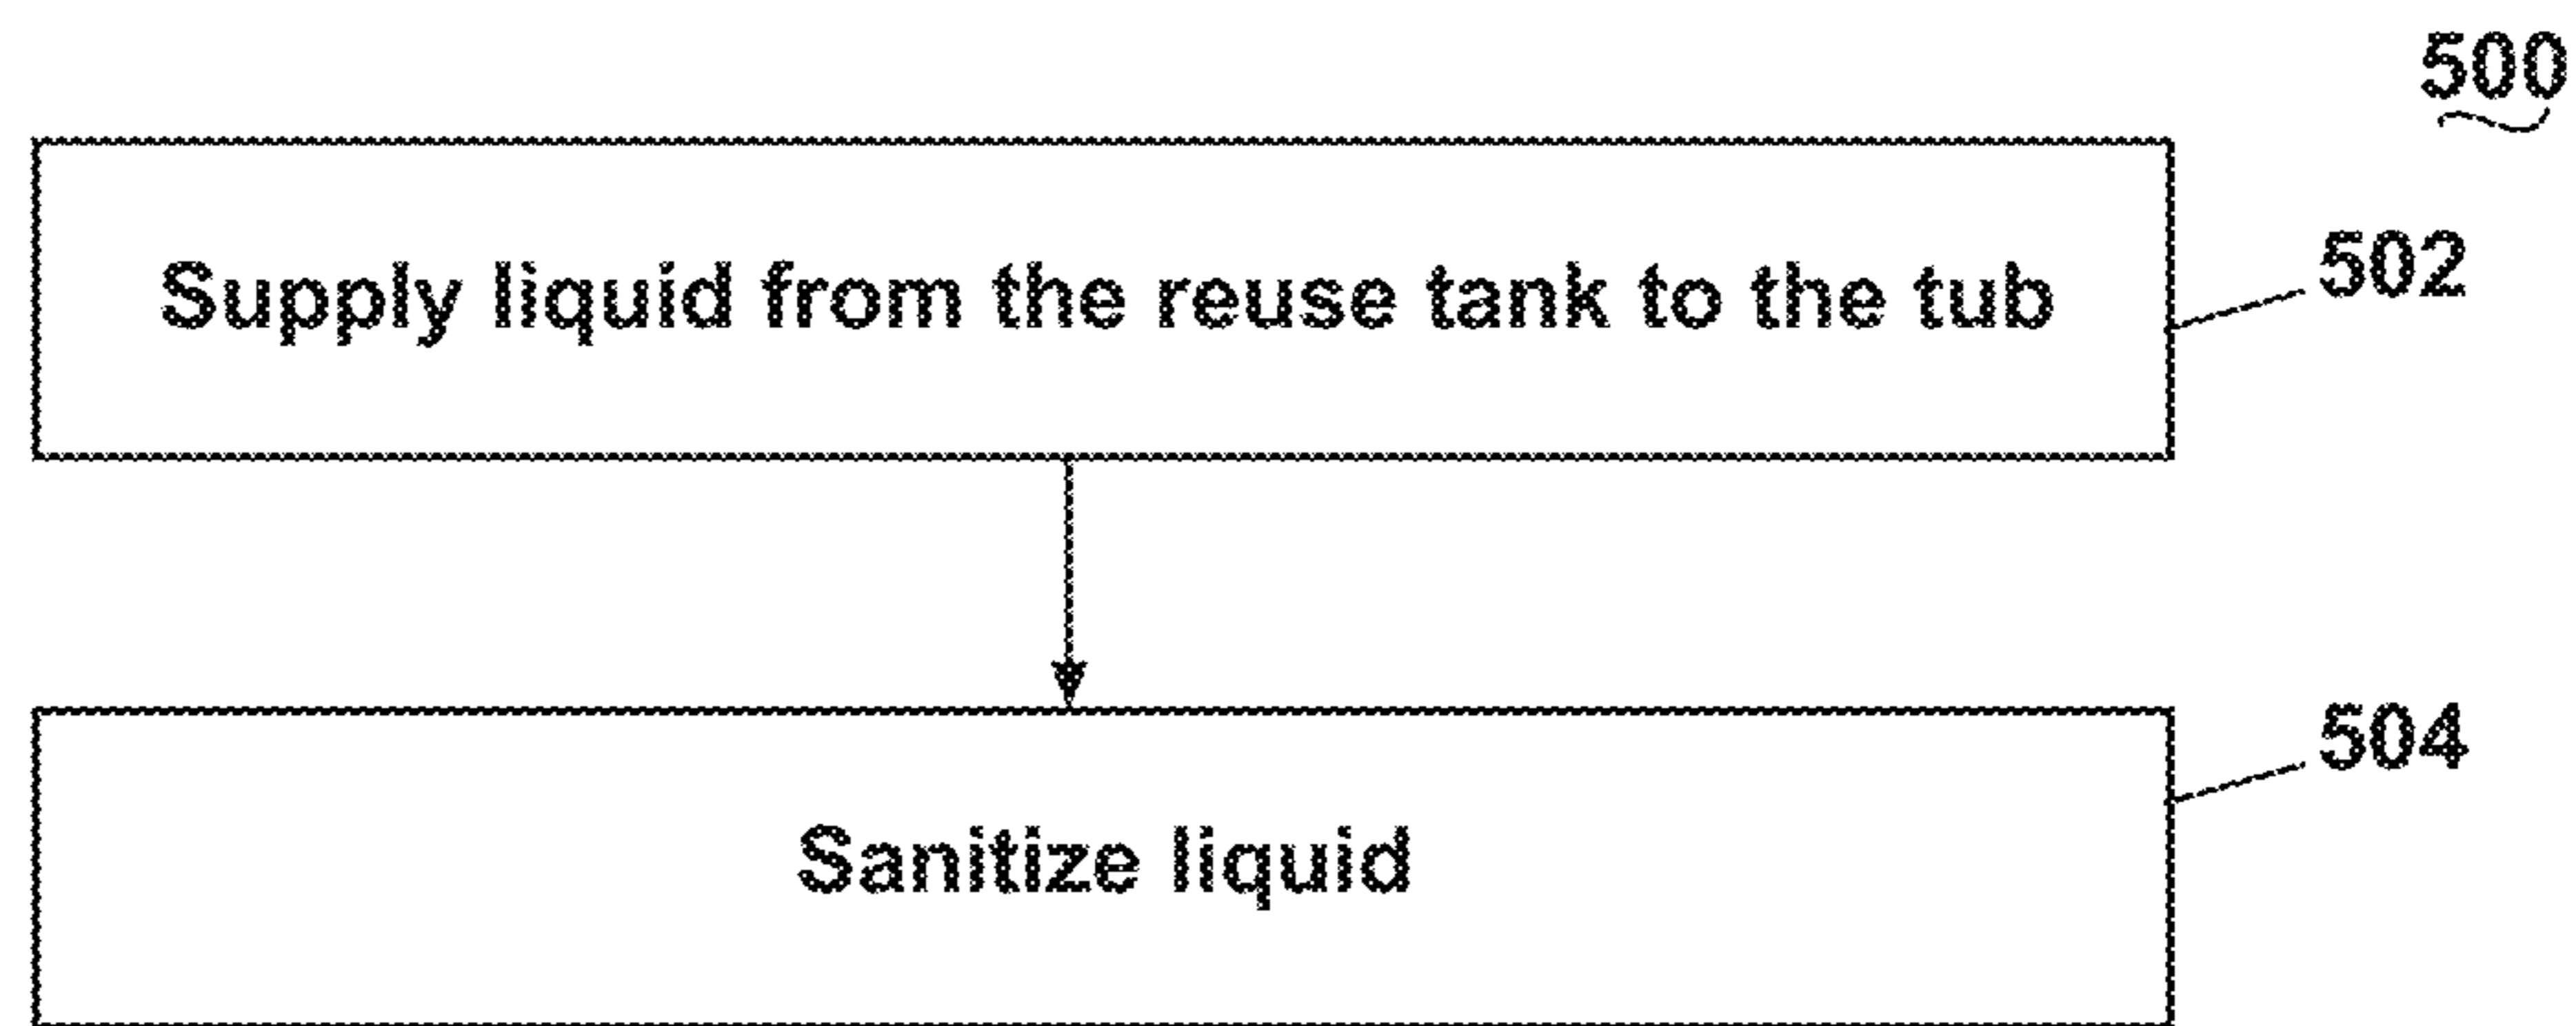 500
Supply liquid from the reuse tank to the tub
502
504
Sanitize liquid